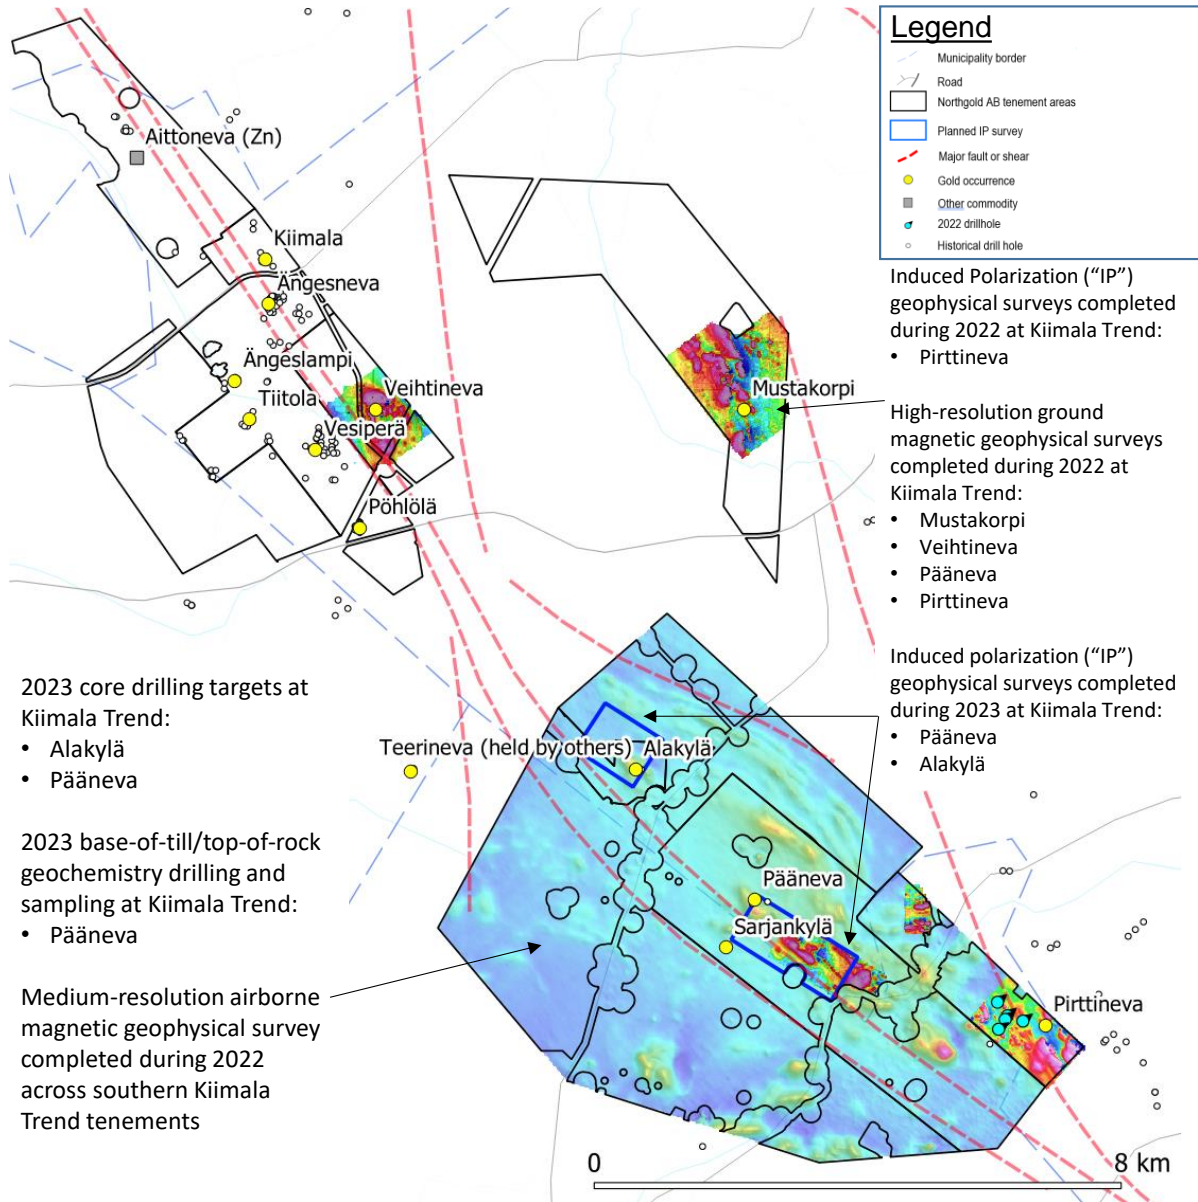 Legend
Municipality border
Road
Northgold AB tenement areas
Planned IP survey
Major fault or shear
Gold occurrence
Other commodity
2022 drillhole
Historical drill hole
Aittoneva (Zn)
Kiimala
Ängesneva
Ängeslampi
Tiitola
Veihtineva
Vesiperä
Pöhlölä
Mustakorpi
Induced Polarization (“IP”)
geophysical surveys completed
during 2022 at Kiimala Trend:
• Pirttineva
High-resolution ground
magnetic geophysical surveys
completed during 2022 at
Kiimala Trend:
• Mustakorpi
• Veihtineva
• Pääneva
• Pirttineva
Induced polarization (“IP”)
geophysical surveys completed
during 2023 at Kiimala Trend:
• Pääneva
• Alakylä
2023 core drilling targets at
Kiimala Trend:
• Alakylä
• Pääneva
2023 base-of-till/top-of-rock
geochemistry drilling and
sampling at Kiimala Trend:
• Pääneva
Medium-resolution airborne
magnetic geophysical survey
completed during 2022
across southern Kiimala
Trend tenements
Teerineva (held by others)
Alakylä
Pääneva
Sarjankylä
Pirttineva
0 8 km